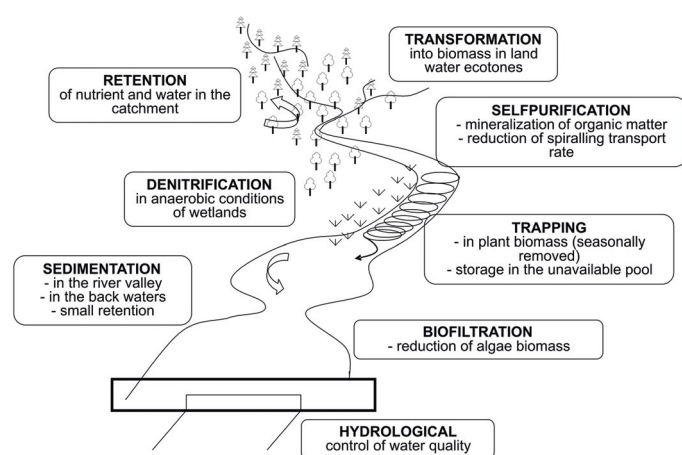 TRANSFORMATION
into biomass in land
water ecotones
RETENTION
of nutrient and water in the
catchment
SELFPURIFICATION
- mineralization of organic matter
- reduction of spiralling transport
rate
DENITRIFICATION
in anaerobic conditions
of wetlands
TRAPPING
- in plant biomass (seasonally
removed)
- storage in the unavailable pool
SEDIMENTATION
- in the river valley
- in the back waters
- small retention
BIOFILTRATION
- reduction of algae biomass
HYDROLOGICAL
control of water quality